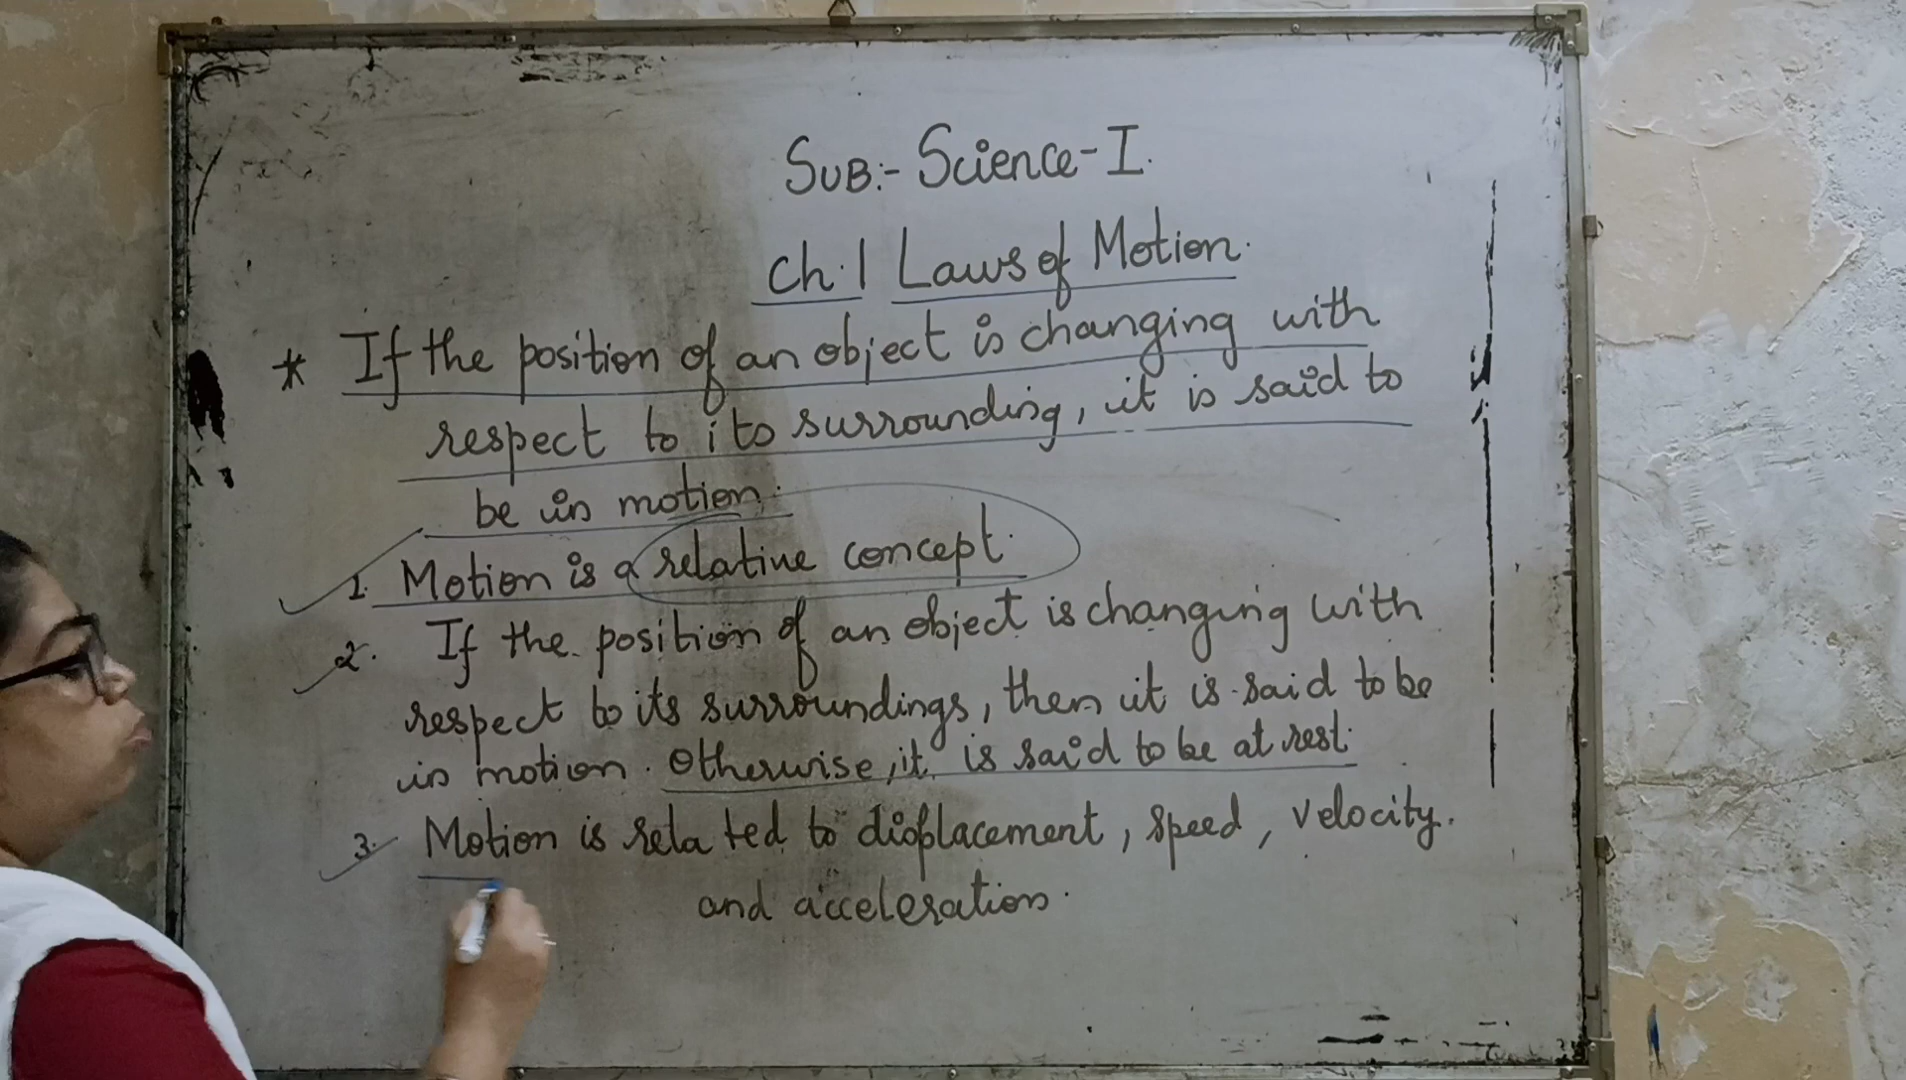 SUB:- Science-I.
Ch.1 Laws of Motion.
* If the position of an object is changing with
respect to its surrounding, it is said to
be in motion.
1. Motion is a relative concept.
2. If the position of an object is changing with
respect to its surroundings, then it is said to be
in motion. Otherwise, it is said to be at rest.
3. Motion is related to displacement, speed, velocity.
and acceleration.